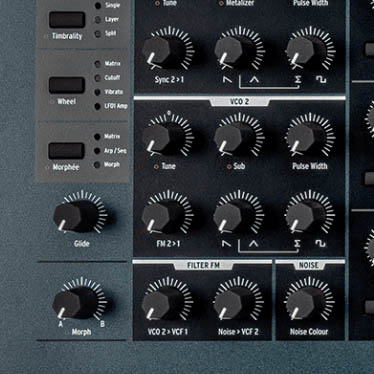 Single
Layer
Split
Timbrality
Tune
Metalizer
Pulse Width
Matrix
Cutoff
Vibrato
LFO1 Amp
Wheel
Sync 2>1
VCO 2
0
Matrix
Arp / Seq
Morph
Morphée
Tune
Sub
Pulse Width
Glide
FM 2>1
Σ
FILTER FM
NOISE
A
B
Morph
VCO 2 > VCF 1
Noise > VCF 2
Noise Colour